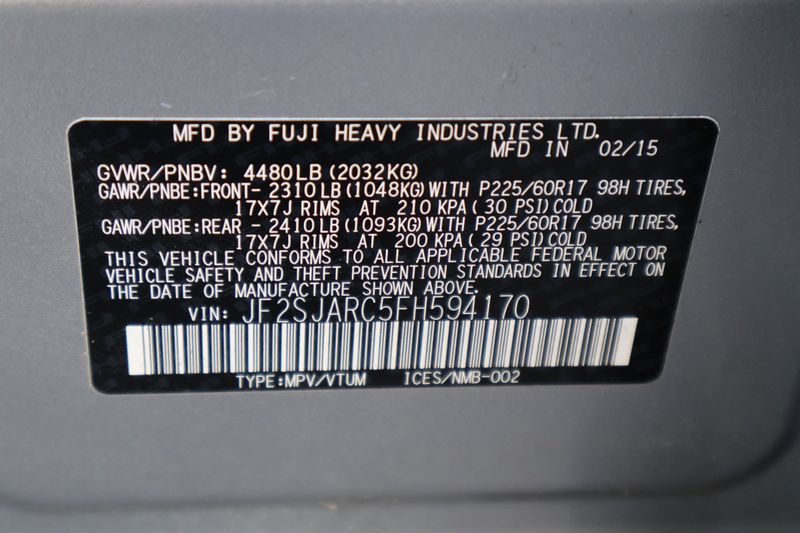 MFD BY FUJI HEAVY INDUSTRIES LTD.
MFD IN 02/15
GVWR/PNBV: 4480LB (2032KG)
GAWR/PNBE:FRONT- 2310LB (1048KG) WITH P225/60R17 98H TIRES,
17X7J RIMS AT 210 KPA ( 30 PSI) COLD
GAWR/PNBE:REAR - 2410LB (1093KG) WITH P225/60R17 98H TIRES,
17X7J RIMS AT 200 KPA ( 29 PSI) COLD
THIS VEHICLE CONFORMS TO ALL APPLICABLE FEDERAL MOTOR
VEHICLE SAFETY AND THEFT PREVENTION STANDARDS IN EFFECT ON
THE DATE OF MANUFACTURE SHOWN ABOVE.
VIN: JF2SJARC5FH594170
TYPE:MPV/VTUM ICES/NMB-002